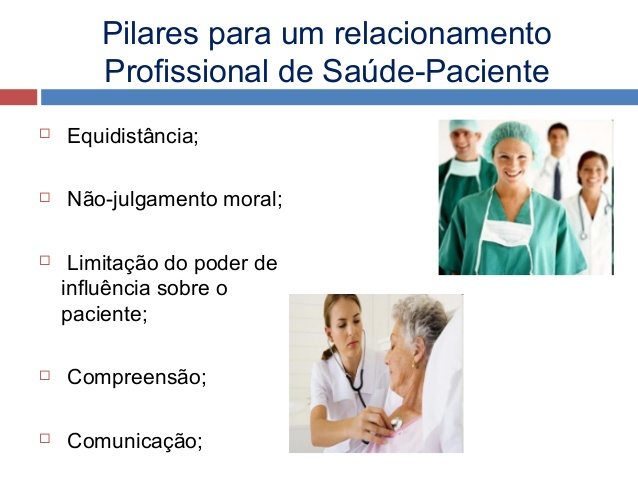 Pilares para um relacionamento
Profissional de Saúde-Paciente
Equidistância;
Não-julgamento moral;
Limitação do poder de
influência sobre o
paciente;
Compreensão;
Comunicação;